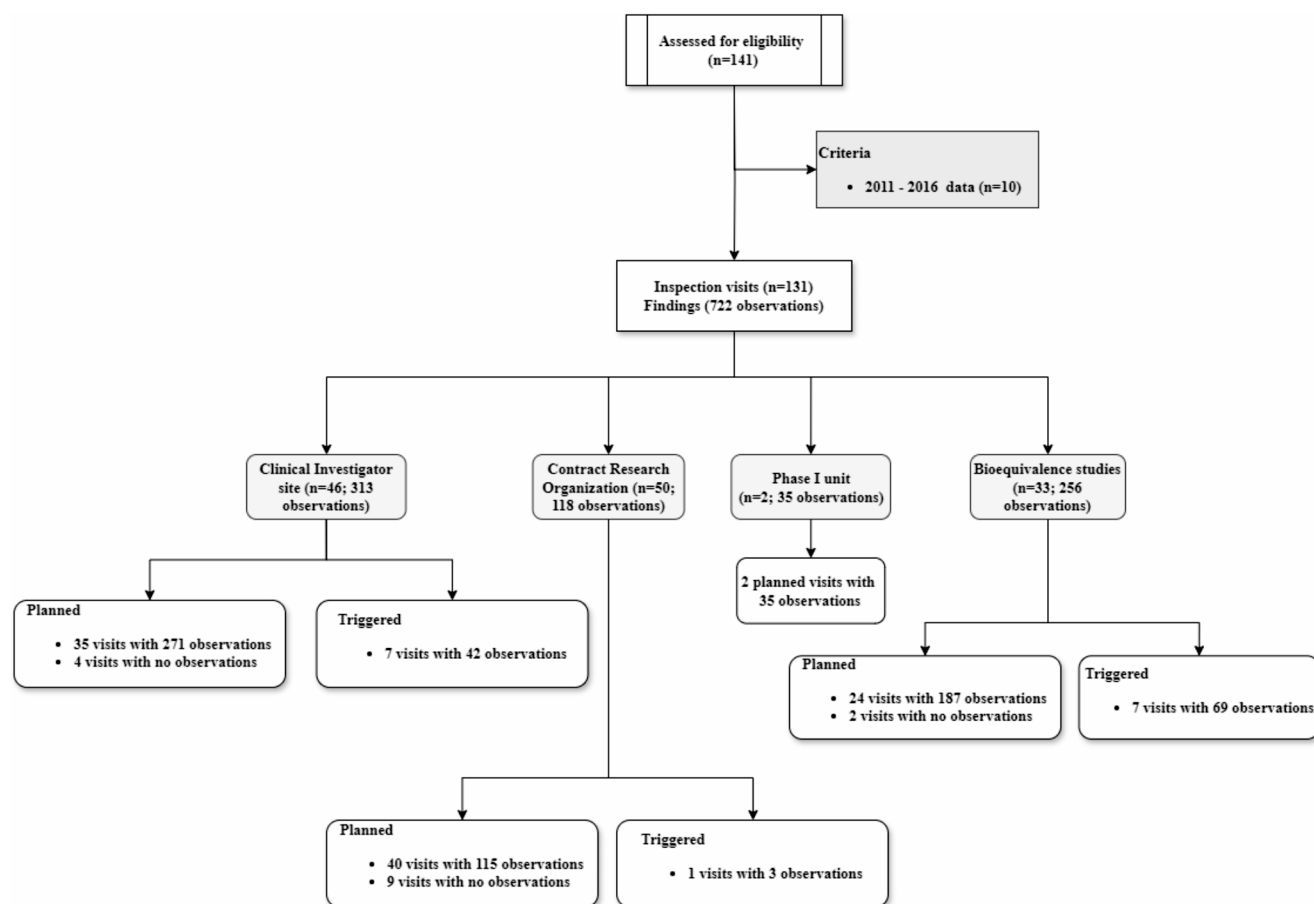 Assessed for eligibility
(n=141)
Criteria
• 2011 - 2016 data (n=10)
Inspection visits (n=131)
Findings (722 observations)
Clinical Investigator
site (n=46; 313
observations)
Contract Research
Organization (n=50;
118 observations)
Phase I unit
(n=2; 35 observations)
Bioequivalence studies
(n=33; 256
observations)
Planned
• 35 visits with 271 observations
• 4 visits with no observations
Triggered
• 7 visits with 42 observations
2 planned visits with
35 observations
Planned
• 24 visits with 187 observations
• 2 visits with no observations
Triggered
• 7 visits with 69 observations
Planned
• 40 visits with 115 observations
• 9 visits with no observations
Triggered
• 1 visits with 3 observations